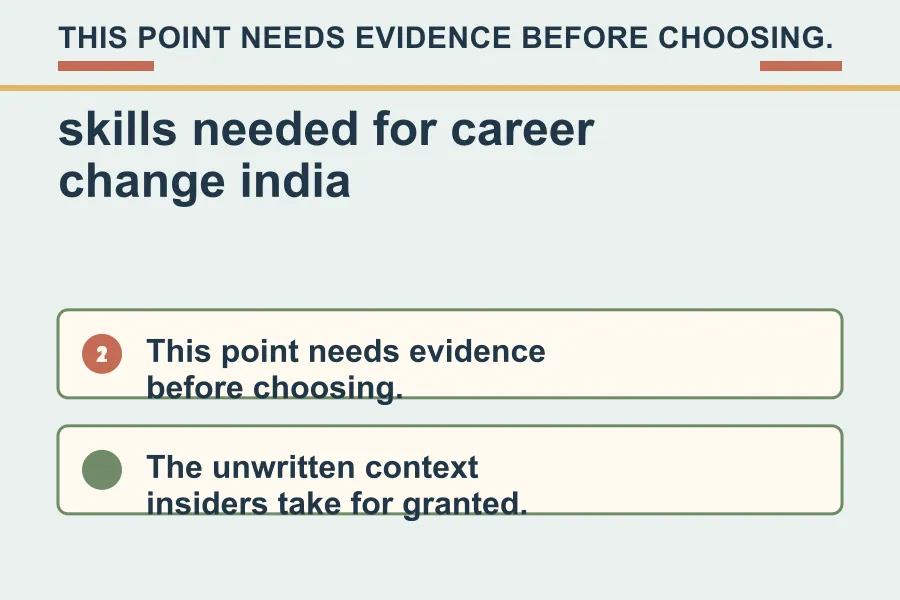 THIS POINT NEEDS EVIDENCE BEFORE CHOOSING.
skills needed for career
change india
2
This point needs evidence
before choosing.
The unwritten context
insiders take for granted.